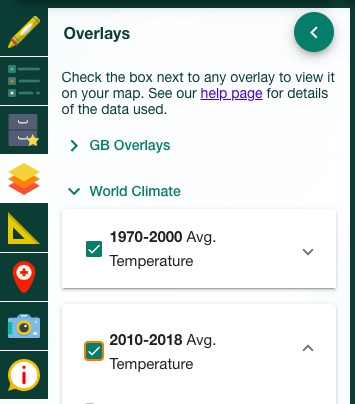 Overlays
Check the box next to any overlay to view it
on your map. See our help page for details
of the data used.
GB Overlays
World Climate
1970-2000 Avg.
Temperature
2010-2018 Avg.
Temperature